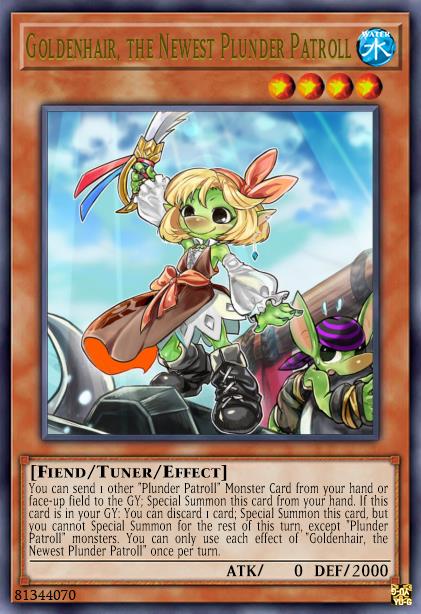 Goldenhair, the Newest Plunder Patroll
WATER
水
[Fiend/Tuner/Effect]
You can send 1 other "Plunder Patroll" Monster Card from your hand or
face-up field to the GY; Special Summon this card from your hand. If this
card is in your GY: You can discard 1 card; Special Summon this card, but
you cannot Special Summon for the rest of this turn, except "Plunder
Patroll" monsters. You can only use each effect of "Goldenhair, the
Newest Plunder Patroll" once per turn.
ATK/ 0 DEF/2000
81344070